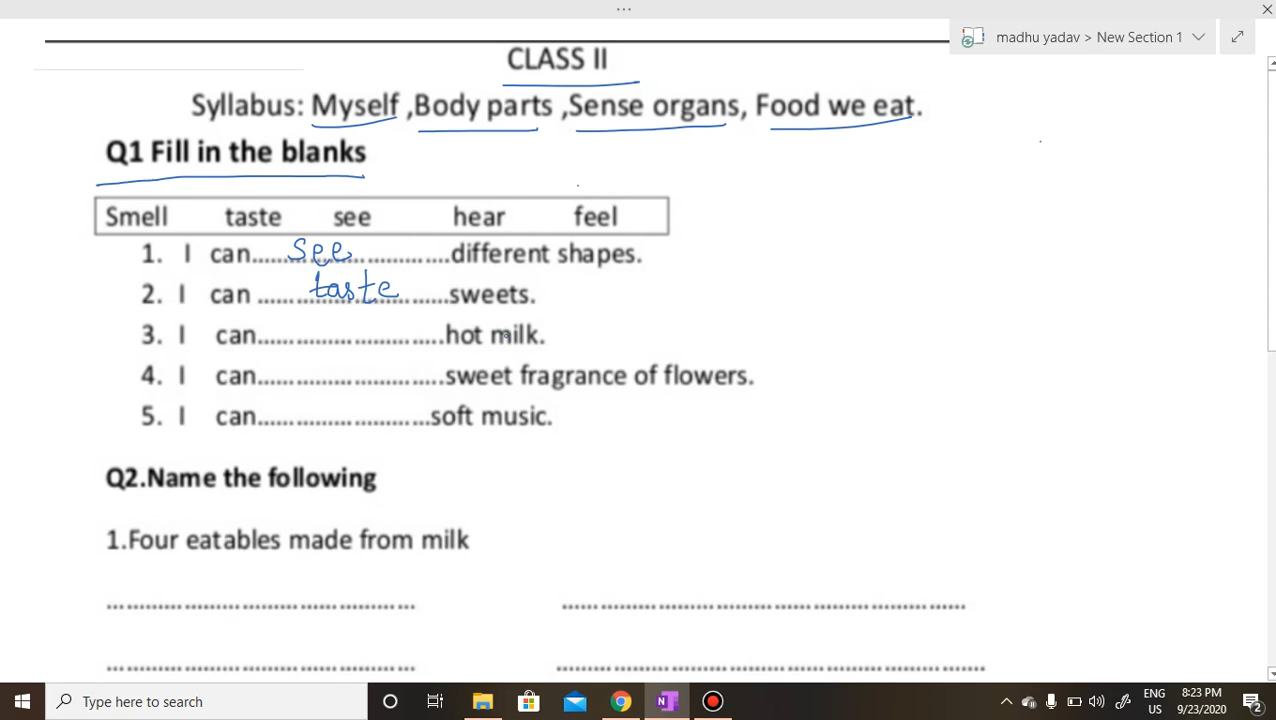 madhu yadav > New Section 1
CLASS II
Syllabus: Myself ,Body parts ,Sense organs, Food we eat.
Q1 Fill in the blanks
Smell taste see hear feel
1. I can......see................different shapes.
2. I can ........taste........sweets.
3. I can.............................hot milk.
4. I can.............................sweet fragrance of flowers.
5. I can...........................soft music.
Q2.Name the following
1.Four eatables made from milk
................................................ ...............................................................
................................................ ...................................................................
Type here to search
ENG 8:23 PM
US 9/23/2020
2